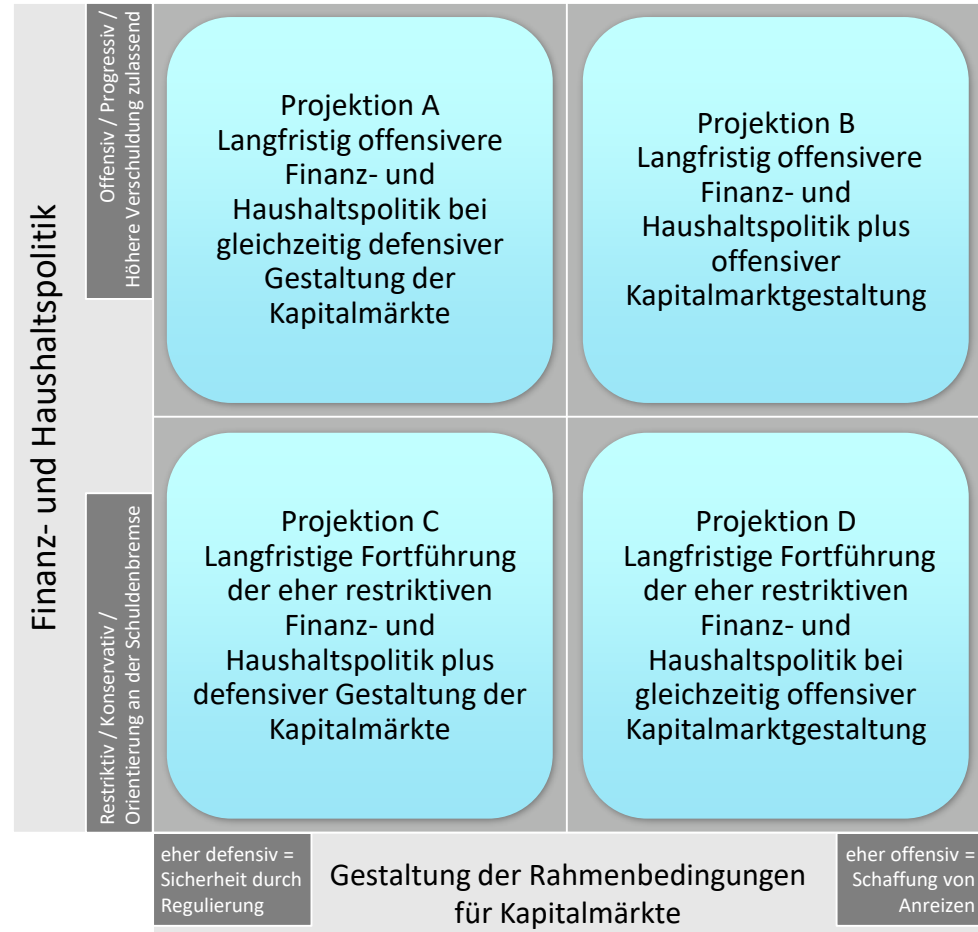 Finanz- und Haushaltspolitik
Offensiv / Progressiv /
Höhere Verschuldung zulassend
Projektion A
Langfristig offensivere
Finanz- und
Haushaltspolitik bei
gleichzeitig defensiver
Gestaltung der
Kapitalmärkte
Projektion B
Langfristig offensivere
Finanz- und
Haushaltspolitik plus
offensiver
Kapitalmarktgestaltung
Restriktiv / Konservativ /
Orientierung an der Schuldenbremse
Projektion C
Langfristige Fortführung
der eher restriktiven
Finanz- und
Haushaltspolitik plus
defensiver Gestaltung der
Kapitalmärkte
Projektion D
Langfristige Fortführung
der eher restriktiven
Finanz- und
Haushaltspolitik bei
gleichzeitig offensiver
Kapitalmarktgestaltung
eher defensiv =
Sicherheit durch
Regulierung
Gestaltung der Rahmenbedingungen
für Kapitalmärkte
eher offensiv =
Schaffung von
Anreizen